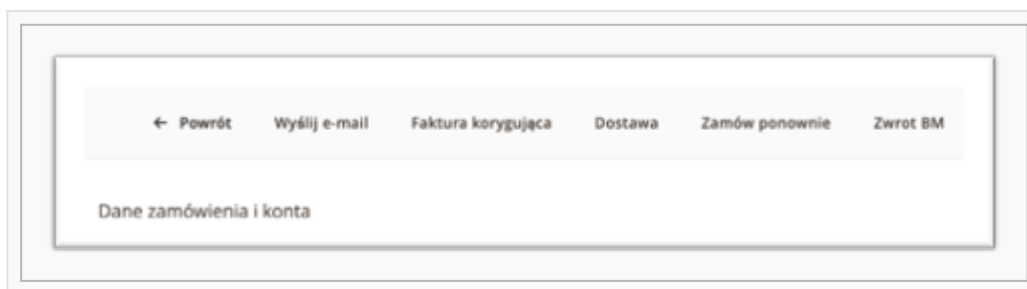 ← Powrót Wyślij e-mail Faktura korygująca Dostawa Zamów ponownie Zwrot BM
Dane zamówienia i konta